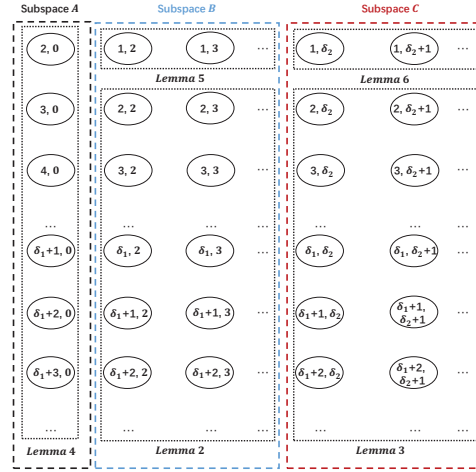 Subspace A Subspace B Subspace C
2, 0 1, 2 1, 3 ... 1, δ₂ 1, δ₂+1 ...
Lemma 5 Lemma 6
3, 0 2, 2 2, 3 ... 2, δ₂ 2, δ₂+1 ...
4, 0 3, 2 3, 3 ... 3, δ₂ 3, δ₂+1 ...
... ... ... ... ...
δ₁+1, 0 δ₁, 2 δ₁, 3 ... δ₁, δ₂ δ₁, δ₂+1 ...
δ₁+2, 0 δ₁+1, 2 δ₁+1, 3 ... δ₁+1, δ₂ δ₁+1, δ₂+1 ...
δ₁+3, 0 δ₁+2, 2 δ₁+2, 3 ... δ₁+2, δ₂ δ₁+2, δ₂+1 ...
... ... ... ... ... ... ...
Lemma 4 Lemma 2 Lemma 3